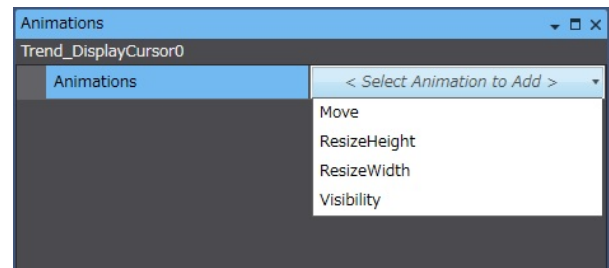 Animations
Trend_DisplayCursor0
Animations
< Select Animation to Add >
Move
ResizeHeight
ResizeWidth
Visibility